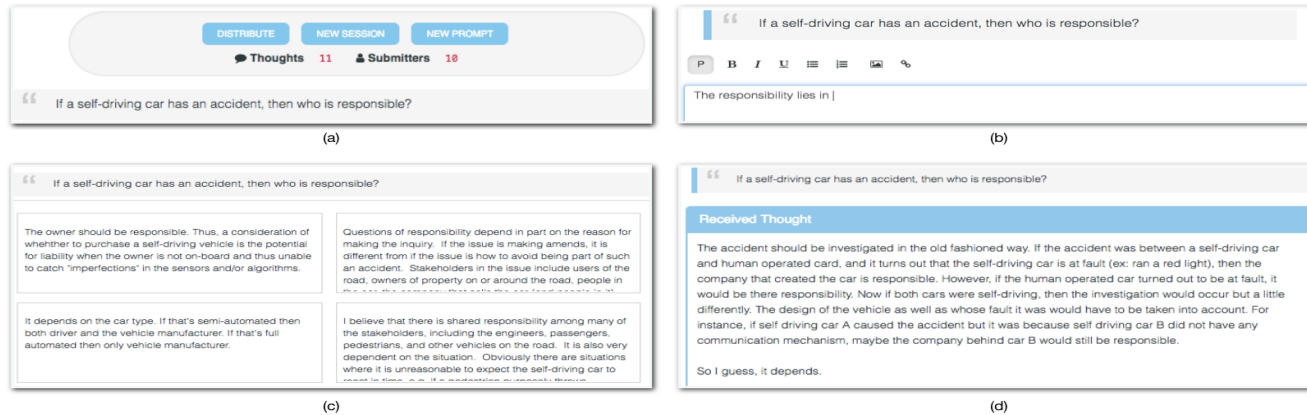 DISTRIBUTE NEW SESSION NEW PROMPT
Thoughts 11 Submitters 10
If a self-driving car has an accident, then who is responsible?
(a)
If a self-driving car has an accident, then who is responsible?
P B I U
The responsibility lies in
(b)
If a self-driving car has an accident, then who is responsible?
The owner should be responsible. Thus, a consideration of
whehther to purchase a self-driving vehicle is the potential
for liability when the owner is not on-board and thus unable
to catch "imperfections" in the sensors and/or algorithms.
Questions of responsibility depend in part on the reason for
making the inquiry. If the issue is making amends, it is
different from if the issue is how to avoid being part of such
an accident. Stakeholders in the issue include users of the
road, owners of property on or around the road, people in
It depends on the car type. If that's semi-automated then
both driver and the vehicle manufacturer. If that's full
automated then only vehicle manufacturer.
I believe that there is shared responsibility among many of
the stakeholders, including the engineers, passengers,
pedestrians, and other vehicles on the road. It is also very
dependent on the situation. Obviously there are situations
where it is unreasonable to expect the self-driving car to
(c)
If a self-driving car has an accident, then who is responsible?
Received Thought
The accident should be investigated in the old fashioned way. If the accident was between a self-driving car
and human operated card, and it turns out that the self-driving car is at fault (ex: ran a red light), then the
company that created the car is responsible. However, if the human operated car turned out to be at fault, it
would be there responsibility. Now if both cars were self-driving, then the investigation would occur but a little
differently. The design of the vehicle as well as whose fault it was would have to be taken into account. For
instance, if self driving car A caused the accident but it was because self driving car B did not have any
communication mechanism, maybe the company behind car B would still be responsible.
So I guess, it depends.
(d)